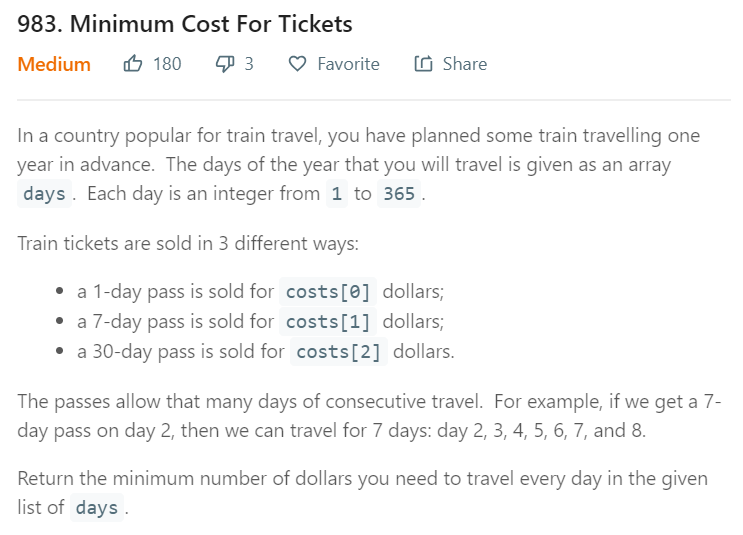 983. Minimum Cost For Tickets
Medium 180 3 Favorite Share
In a country popular for train travel, you have planned some train travelling one
year in advance. The days of the year that you will travel is given as an array
days . Each day is an integer from 1 to 365 .
Train tickets are sold in 3 different ways:
• a 1-day pass is sold for costs[0] dollars;
• a 7-day pass is sold for costs[1] dollars;
• a 30-day pass is sold for costs[2] dollars.
The passes allow that many days of consecutive travel. For example, if we get a 7-
day pass on day 2, then we can travel for 7 days: day 2, 3, 4, 5, 6, 7, and 8.
Return the minimum number of dollars you need to travel every day in the given
list of days .